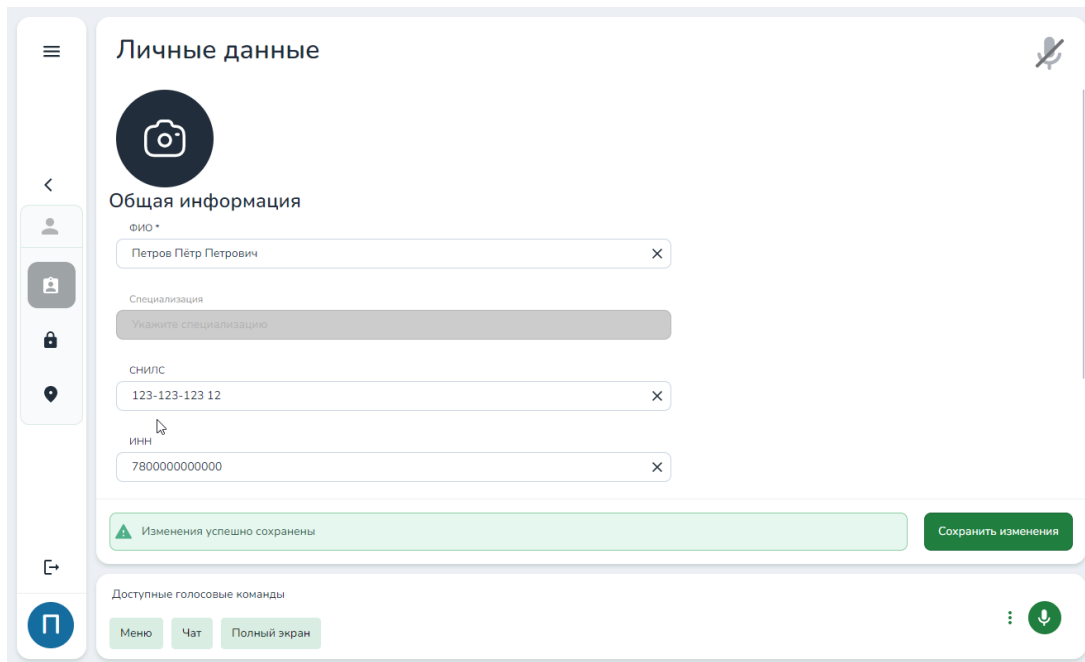 Личные данные
Общая информация
ФИО *
Петров Пётр Петрович
Специализация
Укажите специализацию
СНИЛС
123-123-123 12
ИНН
7800000000000
Изменения успешно сохранены
Сохранить изменения
Доступные голосовые команды
Меню Чат Полный экран
П